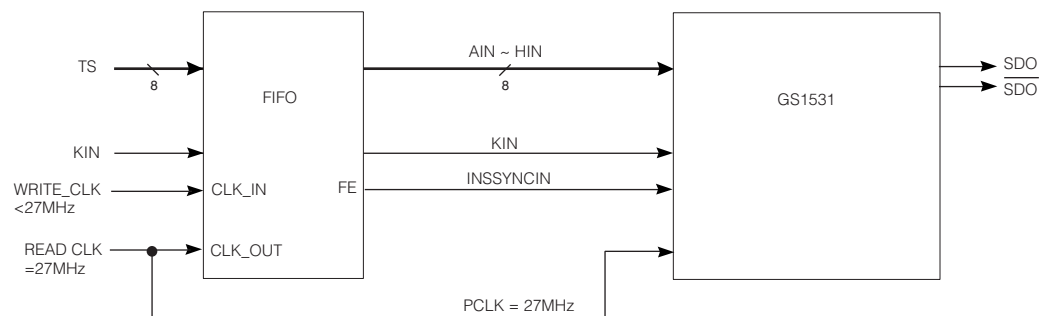 TS
8
KIN
WRITE_CLK
<27MHz
READ CLK
=27MHz
FIFO
CLK_IN
FE
CLK_OUT
AIN ~ HIN
8
KIN
INSSYNCIN
PCLK = 27MHz
GS1531
SDO
SDO